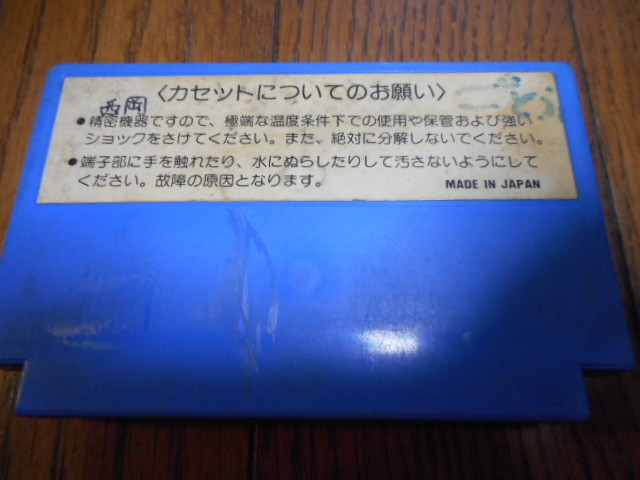 〈カセットについてのお願い〉
西岡
●精密機器ですので、極端な温度条件下での使用や保管および強い
ショックをさけてください。また、絶対に分解しないでください。
●端子部に手を触れたり、水にぬらしたりして汚さないようにして
ください。故障の原因となります。
MADE IN JAPAN